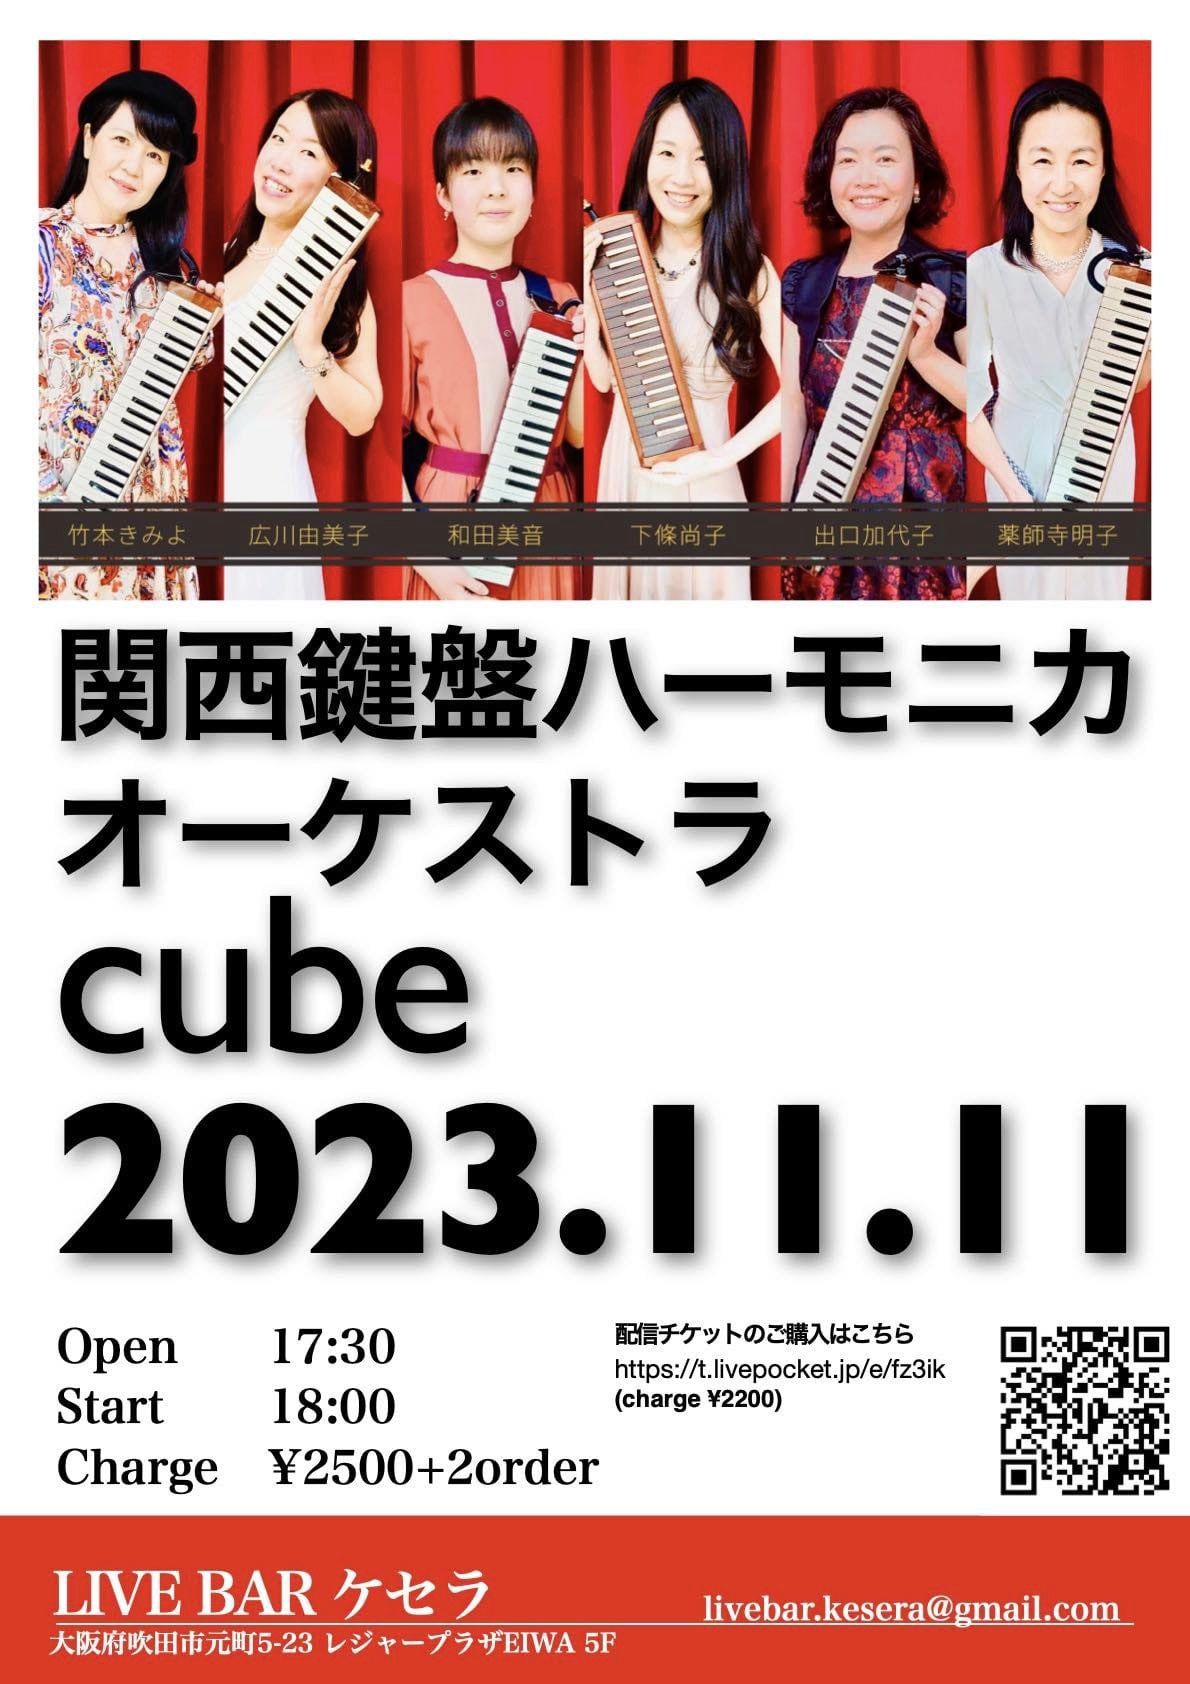 竹本きみよ 広川由美子 和田美音 下條尚子 出口加代子 薬師寺明子
関西鍵盤ハーモニカ
オーケストラ
cube
2023.11.11
Open 17:30
Start 18:00
Charge ¥2500+2order
配信チケットのご購入はこちら
https://t.livepocket.jp/e/fz3ik
(charge ¥2200)
LIVE BAR ケセラ
livebar.kesera@gmail.com
大阪府吹田市元町5-23 レジャープラザEIWA 5F